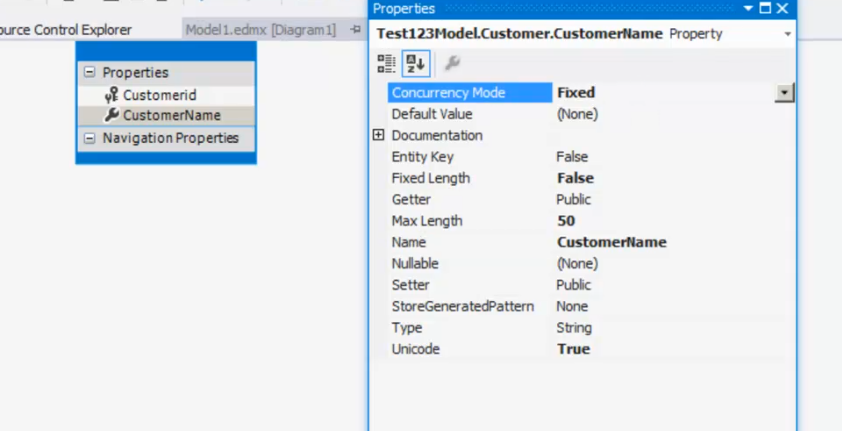 Properties
ource Control Explorer
Model1.edmx [Diagram1]
Test123Model.Customer.CustomerName Property
Properties
Customerid
CustomerName
Navigation Properties
Concurrency Mode Fixed
Default Value (None)
Documentation
Entity Key False
Fixed Length False
Getter Public
Max Length 50
Name CustomerName
Nullable (None)
Setter Public
StoreGeneratedPattern None
Type String
Unicode True